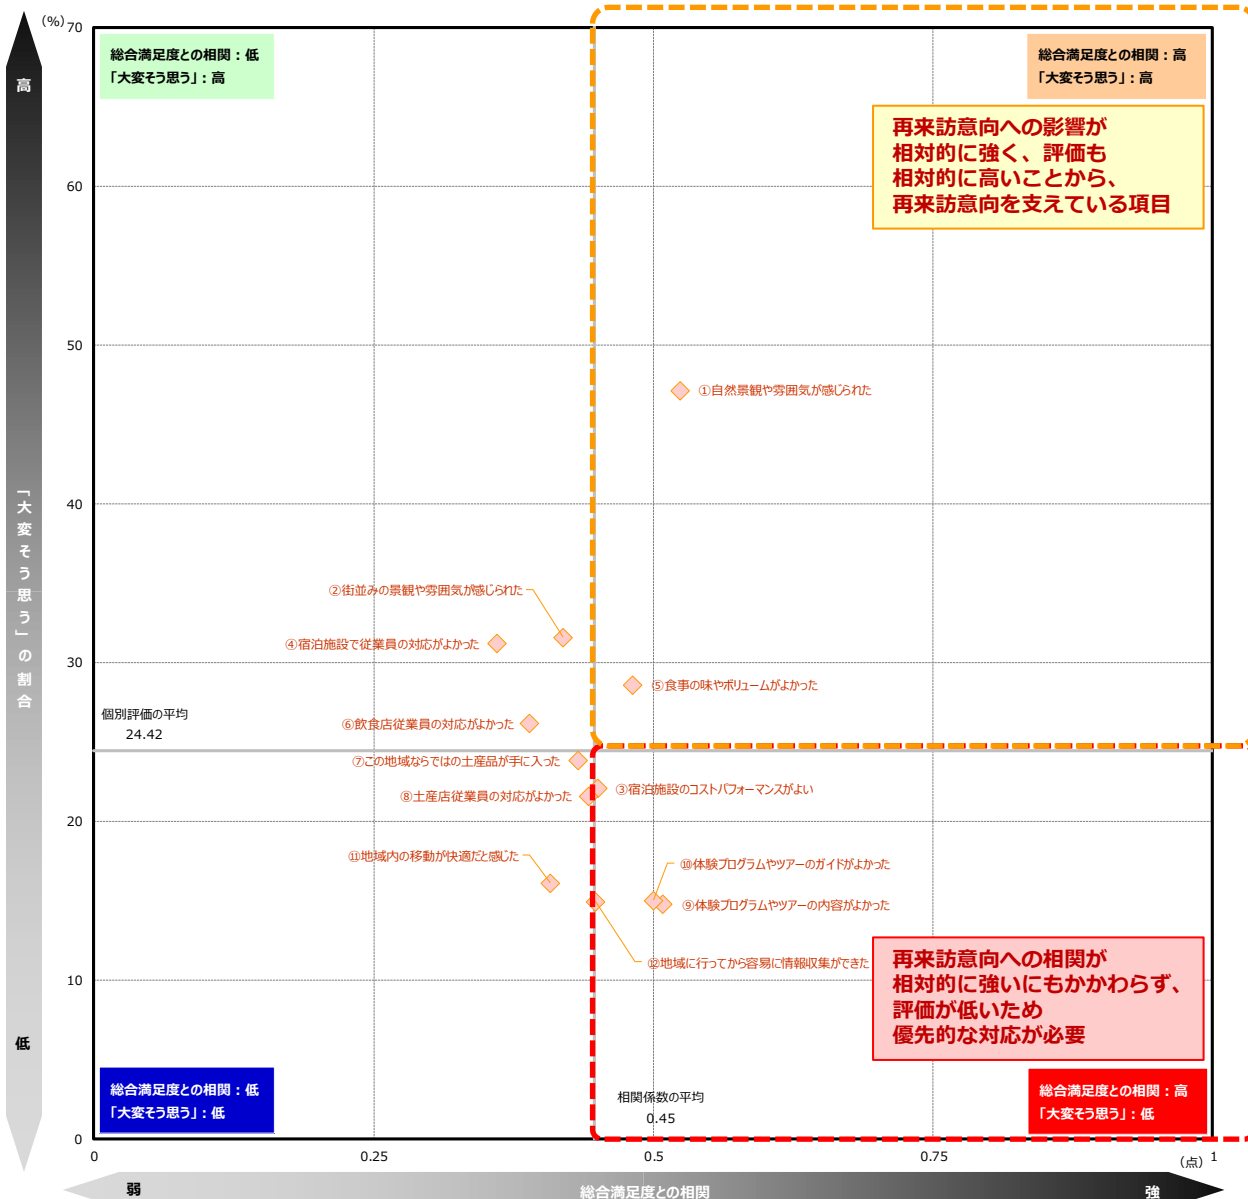 (%)
70
総合満足度との相関：低
「大変そう思う」：高
総合満足度との相関：高
「大変そう思う」：高
高
再来訪意向への影響が
相対的に強く、評価も
相対的に高いことから、
再来訪意向を支えている項目
60
50
①自然景観や雰囲気が感じられた
40
「大変そう思う」の割合
②街並みの景観や雰囲気が感じられた
④宿泊施設で従業員の対応がよかった
30
⑤食事の味やボリュームがよかった
個別評価の平均
24.42
⑥飲食店従業員の対応がよかった
⑦この地域ならではの土産品が手に入った
③宿泊施設のコストパフォーマンスがよい
⑧土産店従業員の対応がよかった
20
⑪地域内の移動が快適だと感じた
⑩体験プログラムやツアーのガイドがよかった
⑨体験プログラムやツアーの内容がよかった
⑫地域に行ってから容易に情報収集ができた
10
再来訪意向への相関が
相対的に強いにもかかわらず、
評価が低いため
優先的な対応が必要
低
総合満足度との相関：低
「大変そう思う」：低
相関係数の平均
0.45
総合満足度との相関：高
「大変そう思う」：低
0
0
0.25
0.5
0.75
(点)
1
弱
総合満足度との相関
強